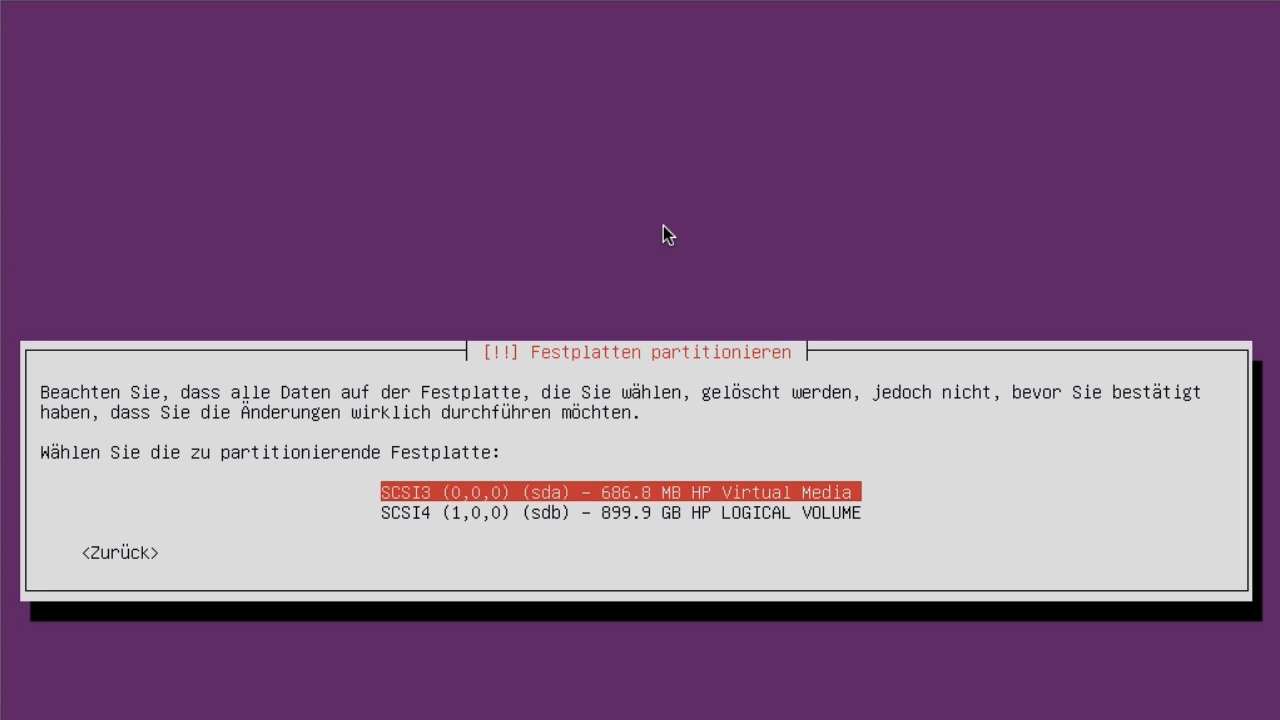 [!!] Festplatten partitionieren
Beachten Sie, dass alle Daten auf der Festplatte, die Sie wählen, gelöscht werden, jedoch nicht, bevor Sie bestätigt
haben, dass Sie die Änderungen wirklich durchführen möchten.
Wählen Sie die zu partitionierende Festplatte:
SCSI3 (0,0,0) (sda) - 686.8 MB HP Virtual Media
SCSI4 (1,0,0) (sdb) - 899.9 GB HP LOGICAL VOLUME
<Zurück>